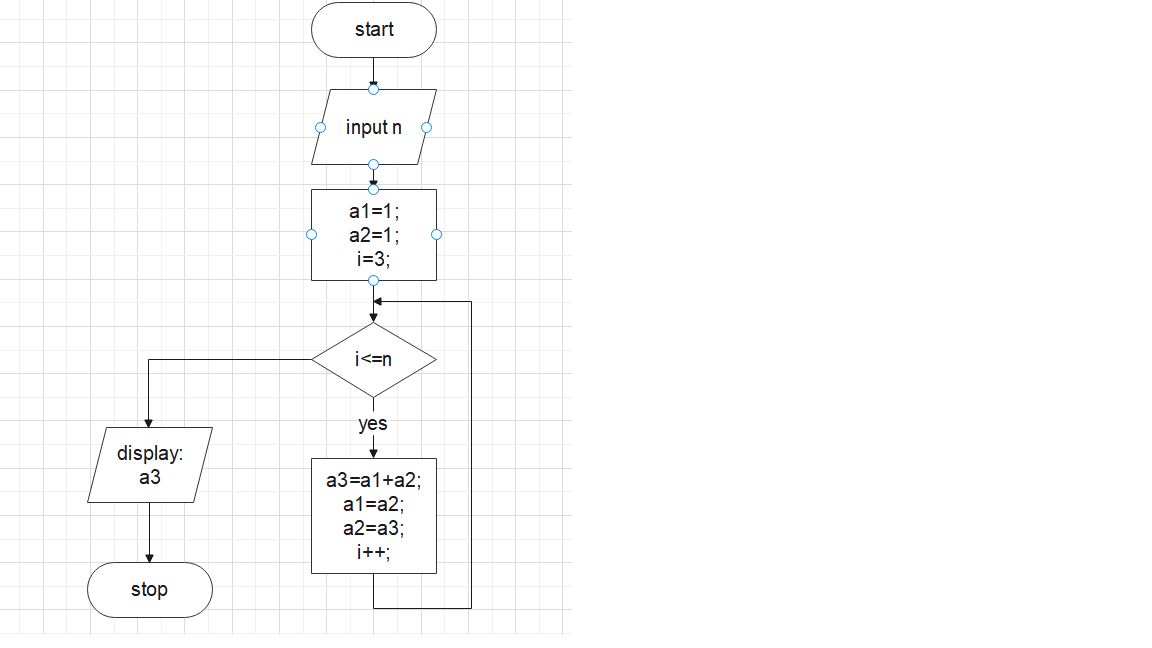 start
input n
a1=1;
a2=1;
i=3;
i<=n
yes
a3=a1+a2;
a1=a2;
a2=a3;
i++;
display:
a3
stop